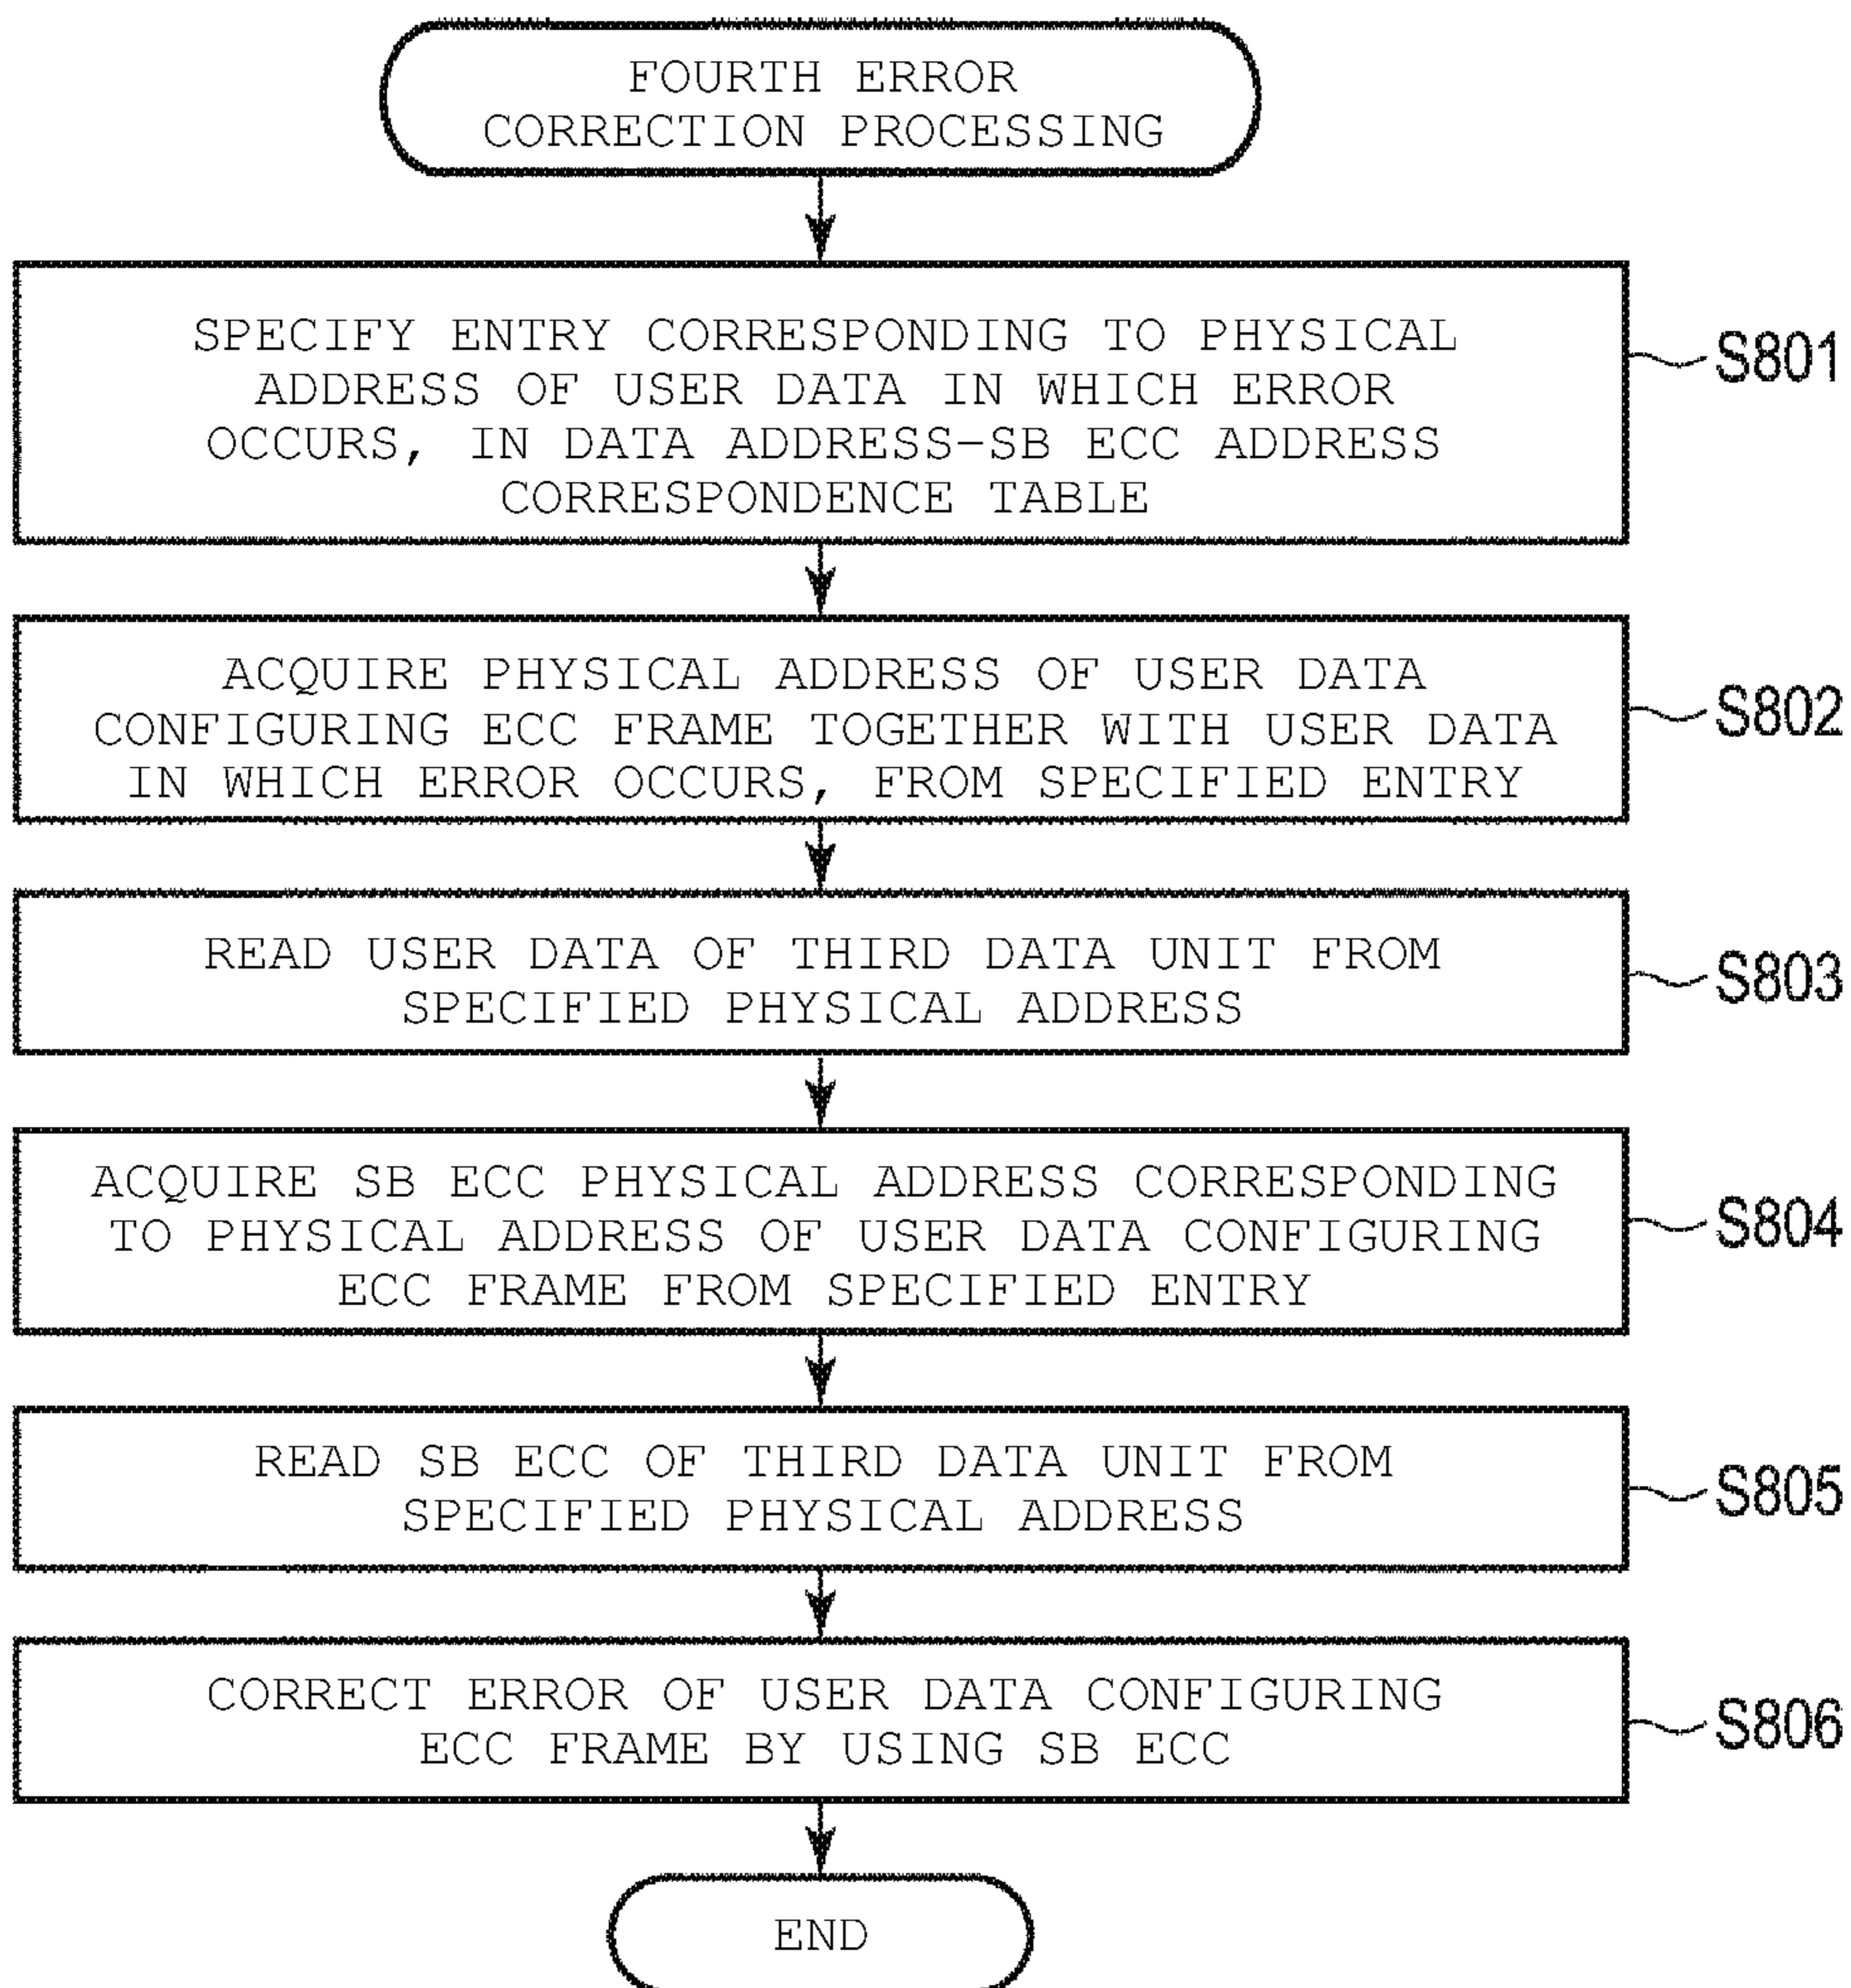 FOURTH ERROR
CORRECTION PROCESSING
SPECIFY ENTRY CORRESPONDING TO PHYSICAL
ADDRESS OF USER DATA IN WHICH ERROR
OCCURS, IN DATA ADDRESS-SB ECC ADDRESS
CORRESPONDENCE TABLE
S801
ACQUIRE PHYSICAL ADDRESS OF USER DATA
CONFIGURING ECC FRAME TOGETHER WITH USER DATA
IN WHICH ERROR OCCURS, FROM SPECIFIED ENTRY
S802
READ USER DATA OF THIRD DATA UNIT FROM
SPECIFIED PHYSICAL ADDRESS
S803
ACQUIRE SB ECC PHYSICAL ADDRESS CORRESPONDING
TO PHYSICAL ADDRESS OF USER DATA CONFIGURING
ECC FRAME FROM SPECIFIED ENTRY
S804
READ SB ECC OF THIRD DATA UNIT FROM
SPECIFIED PHYSICAL ADDRESS
S805
CORRECT ERROR OF USER DATA CONFIGURING
ECC FRAME BY USING SB ECC
S806
END